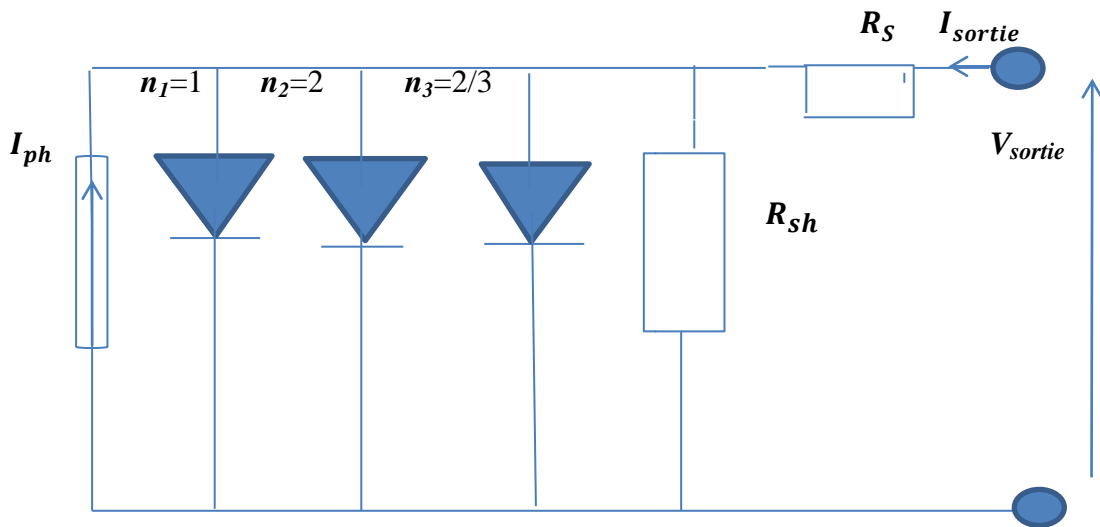 R_S I_sortie
n_1=1 n_2=2 n_3=2/3
I_ph
V_sortie
R_sh